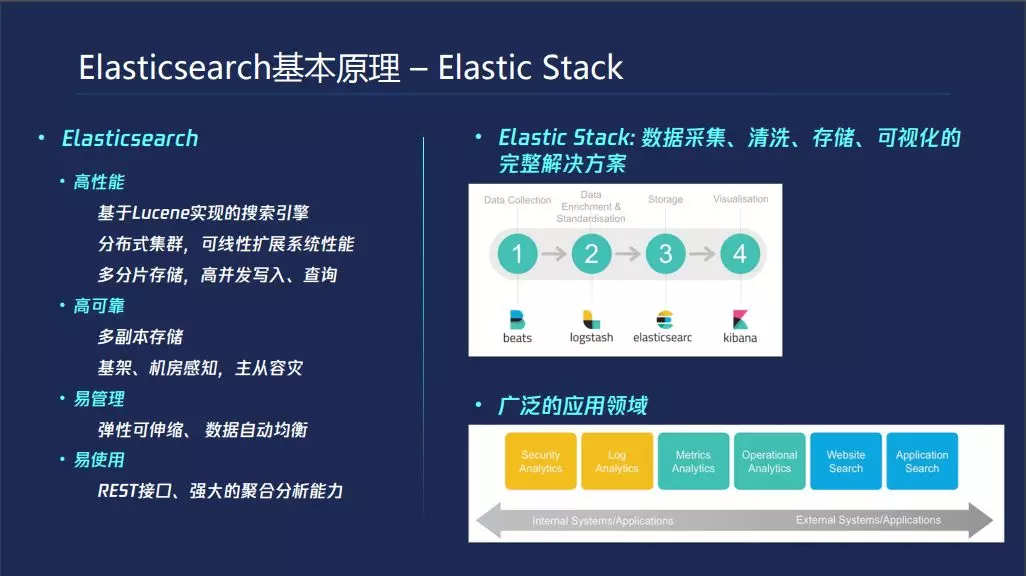 Elasticsearch基本原理 – Elastic Stack
• Elasticsearch
• 高性能
基于Lucene实现的搜索引擎
分布式集群，可线性扩展系统性能
多分片存储，高并发写入、查询
• 高可靠
多副本存储
基架、机房感知，主从容灾
• 易管理
弹性可伸缩、 数据自动均衡
• 易使用
REST接口、强大的聚合分析能力
• Elastic Stack: 数据采集、清洗、存储、可视化的
完整解决方案
Data Collection
Data
Enrichment &
Standardisation
Storage
Visualisation
1
2
3
4
beats
logstash
elasticsearc
kibana
• 广泛的应用领域
Security
Analytics
Log
Analytics
Metrics
Analytics
Operational
Analytics
Website
Search
Application
Search
Internal Systems/Applications
External Systems/Applications